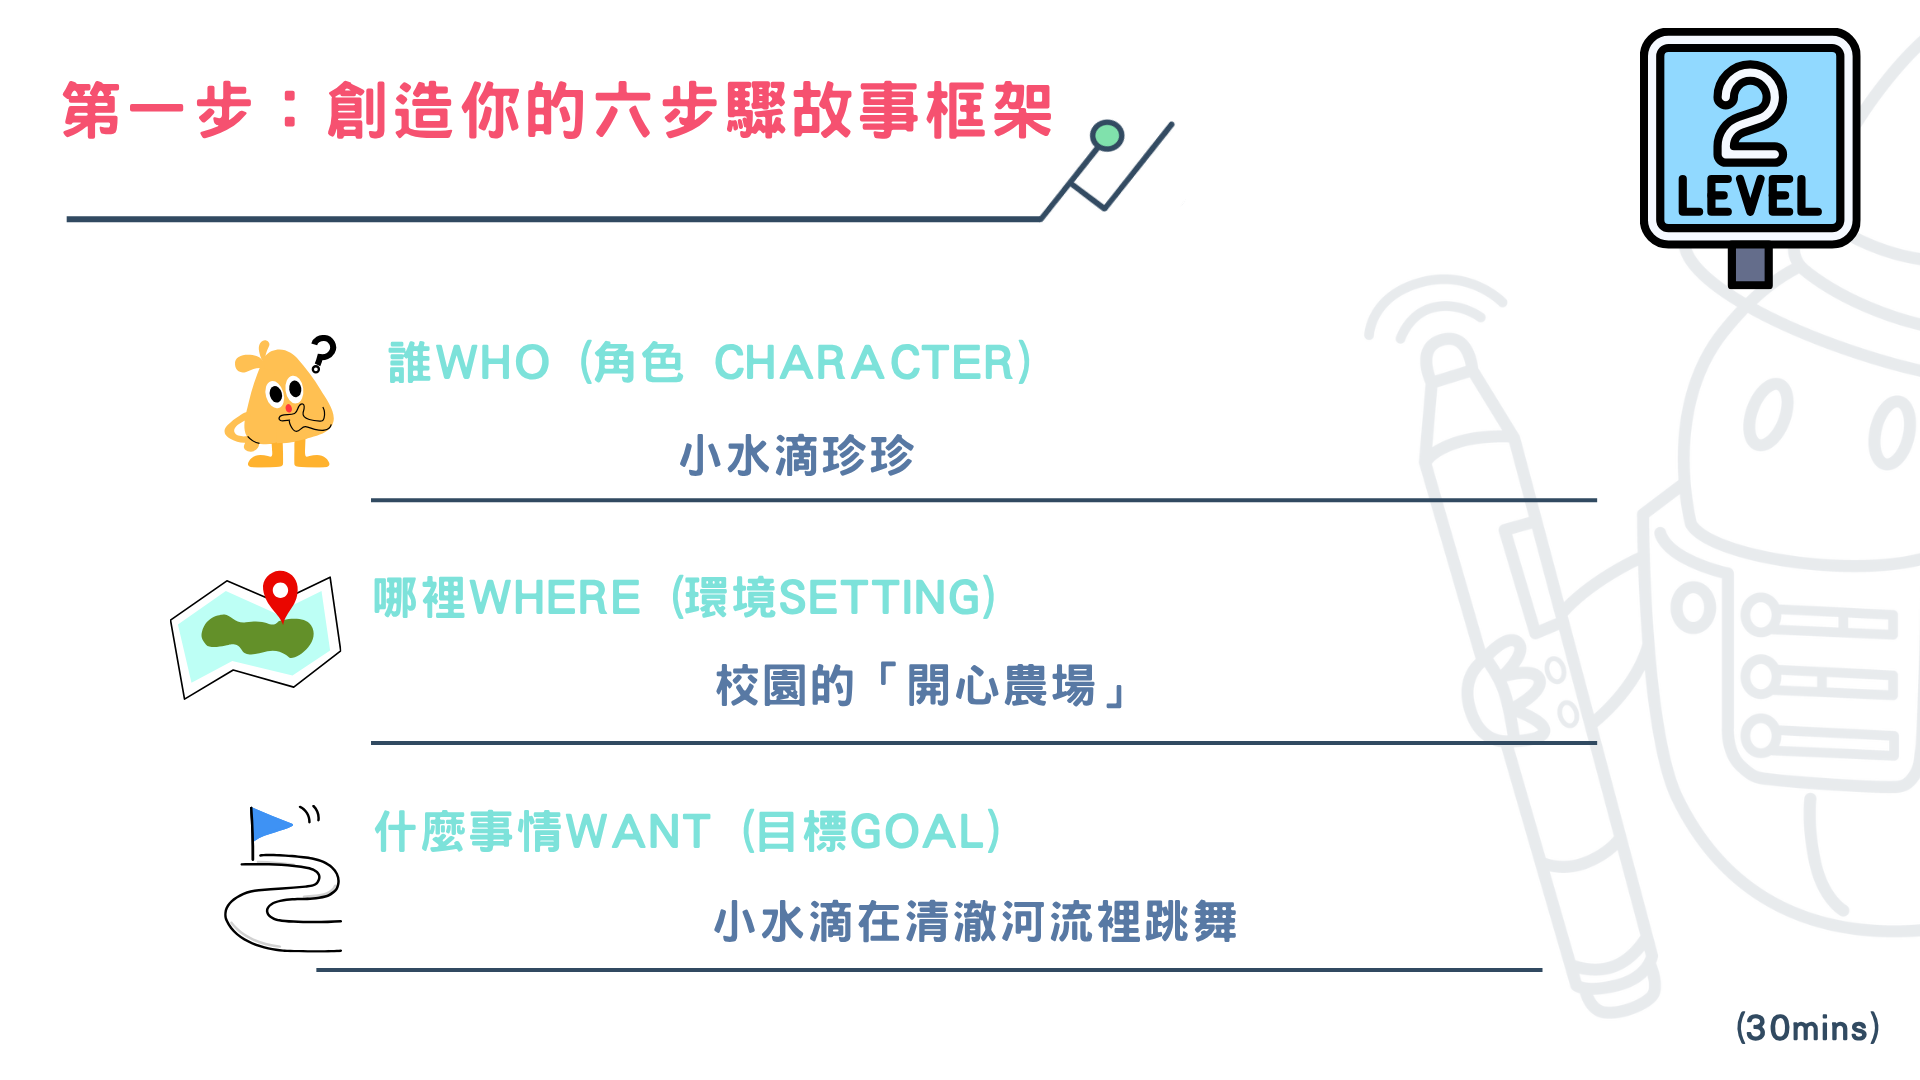 第一步：創造你的六步驟故事框架
2
LEVEL
誰WHO (角色 CHARACTER)
小水滴珍珍
哪裡WHERE (環境SETTING)
校園的「開心農場」
什麼事情WANT (目標GOAL)
小水滴在清澈河流裡跳舞
(30mins)